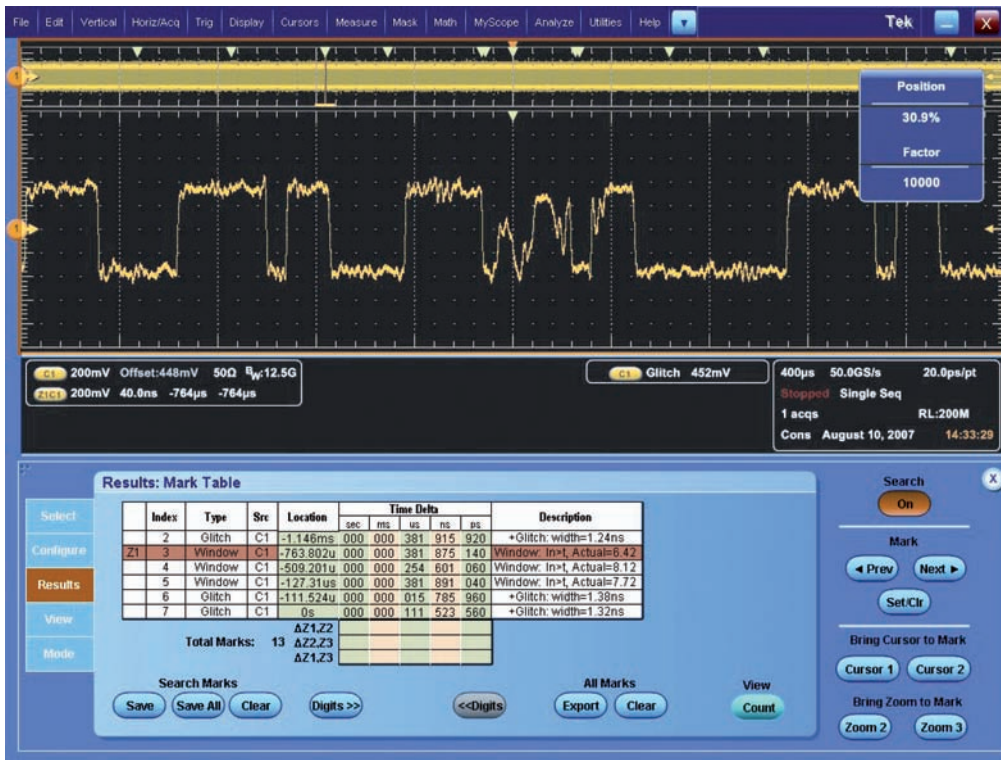 File Edit Vertical Horiz/Acq Trig Display Cursors Measure Mask Math MyScope Analyze Utilities Help Tek X
1
Position
30.9%
Factor
10000
1
C1 200mV Offset:448mV 50Ω BW:12.5G
Z1C1 200mV 40.0ns -764µs -764µs
C1 Glitch 452mV
400µs 50.0GS/s 20.0ps/pt
Stopped Single Seq
1 acqs RL:200M
Cons August 10, 2007 14:33:29
Results: Mark Table
Select
Configure
Results
View
Mode
Index Type Src Location Time Delta Description
sec ms us ns ps
2 Glitch C1 -1.146ms 000 000 381 915 920 +Glitch: width=1.24ns
Z1 3 Window C1 -763.802u 000 000 381 875 140 Window: In>t, Actual=6.42
4 Window C1 -509.201u 000 000 254 601 060 Window: In>t, Actual=8.12
5 Window C1 -127.31us 000 000 381 891 040 Window: In>t, Actual=7.72
6 Glitch C1 -111.524u 000 000 015 785 960 +Glitch: width=1.38ns
7 Glitch C1 0s 000 000 111 523 560 +Glitch: width=1.32ns
ΔZ1,Z2
Total Marks: 13 ΔZ2,Z3
ΔZ1,Z3
Search Marks
Save Save All Clear Digits >> <<Digits
All Marks
Export Clear
View
Count
Search
On
X
Mark
Prev Next
Set/Clr
Bring Cursor to Mark
Cursor 1 Cursor 2
Bring Zoom to Mark
Zoom 2 Zoom 3